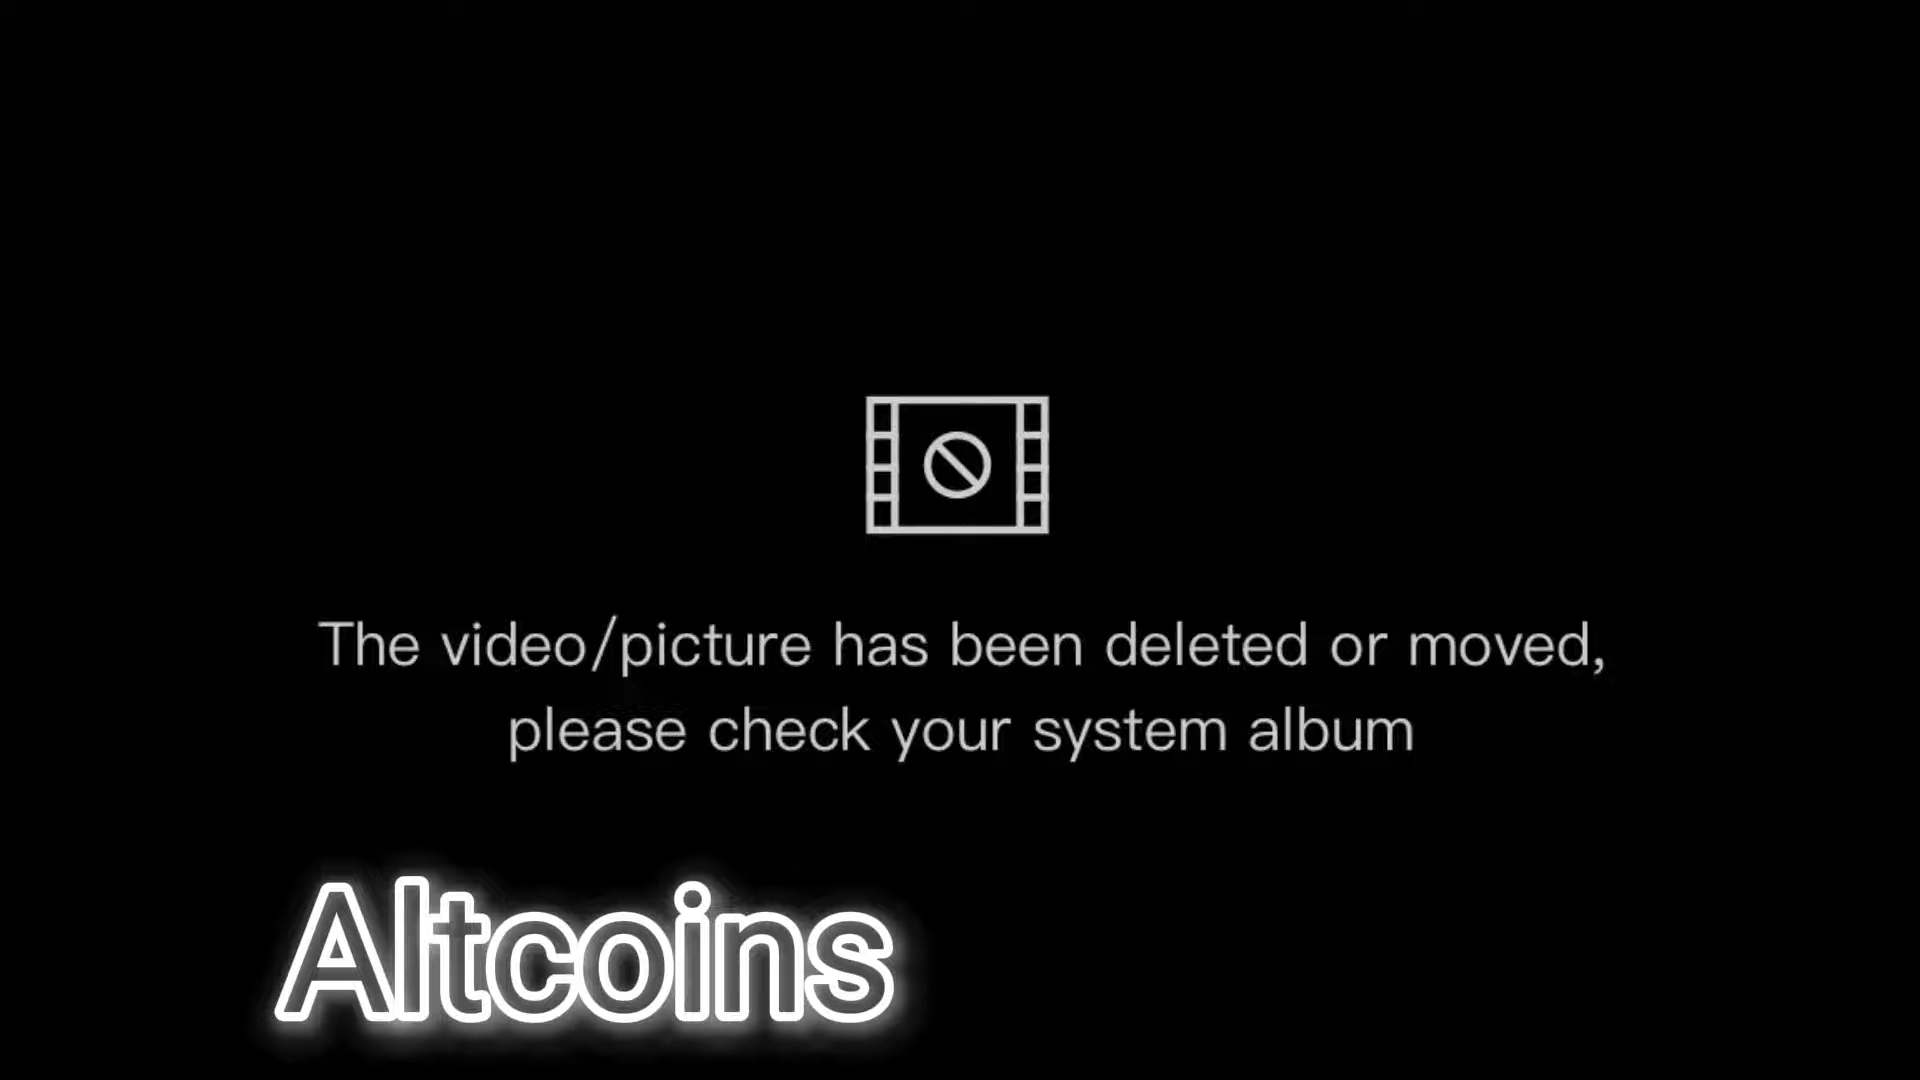 The video/picture has been deleted or moved,
please check your system album
Altcoins